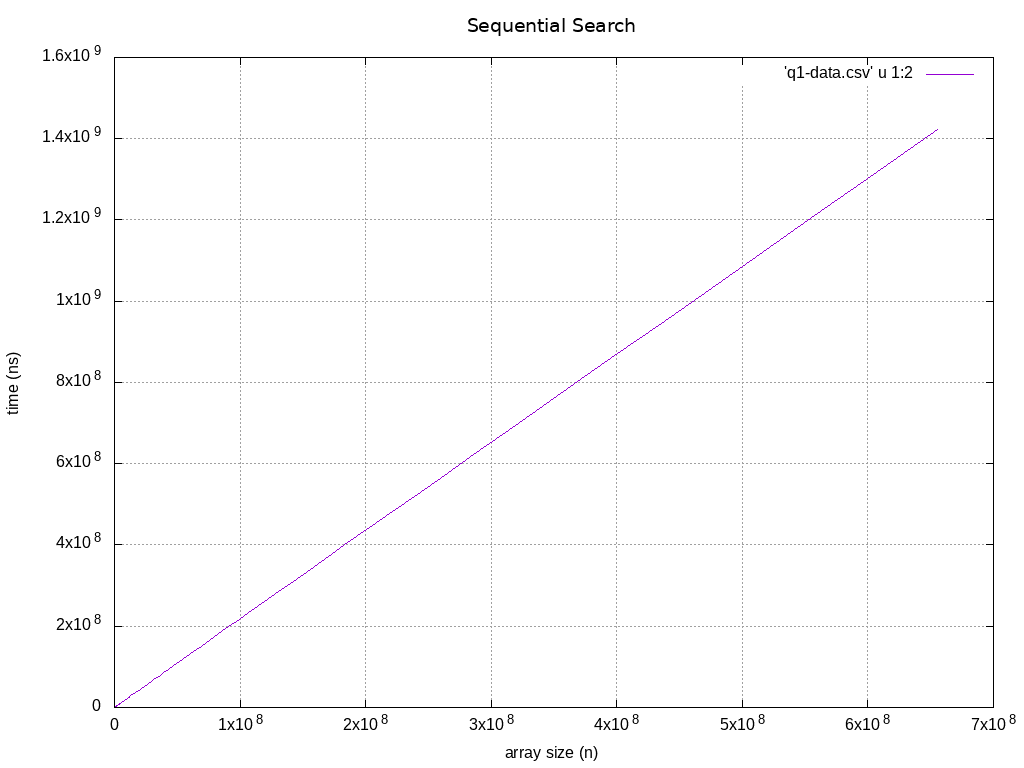 Sequential Search
'q1-data.csv' u 1:2
1.6x10 9
1.4x10 9
1.2x10 9
1x10 9
8x10 8
6x10 8
4x10 8
2x10 8
0
time (ns)
0 1x10 8 2x10 8 3x10 8 4x10 8 5x10 8 6x10 8 7x10 8
array size (n)